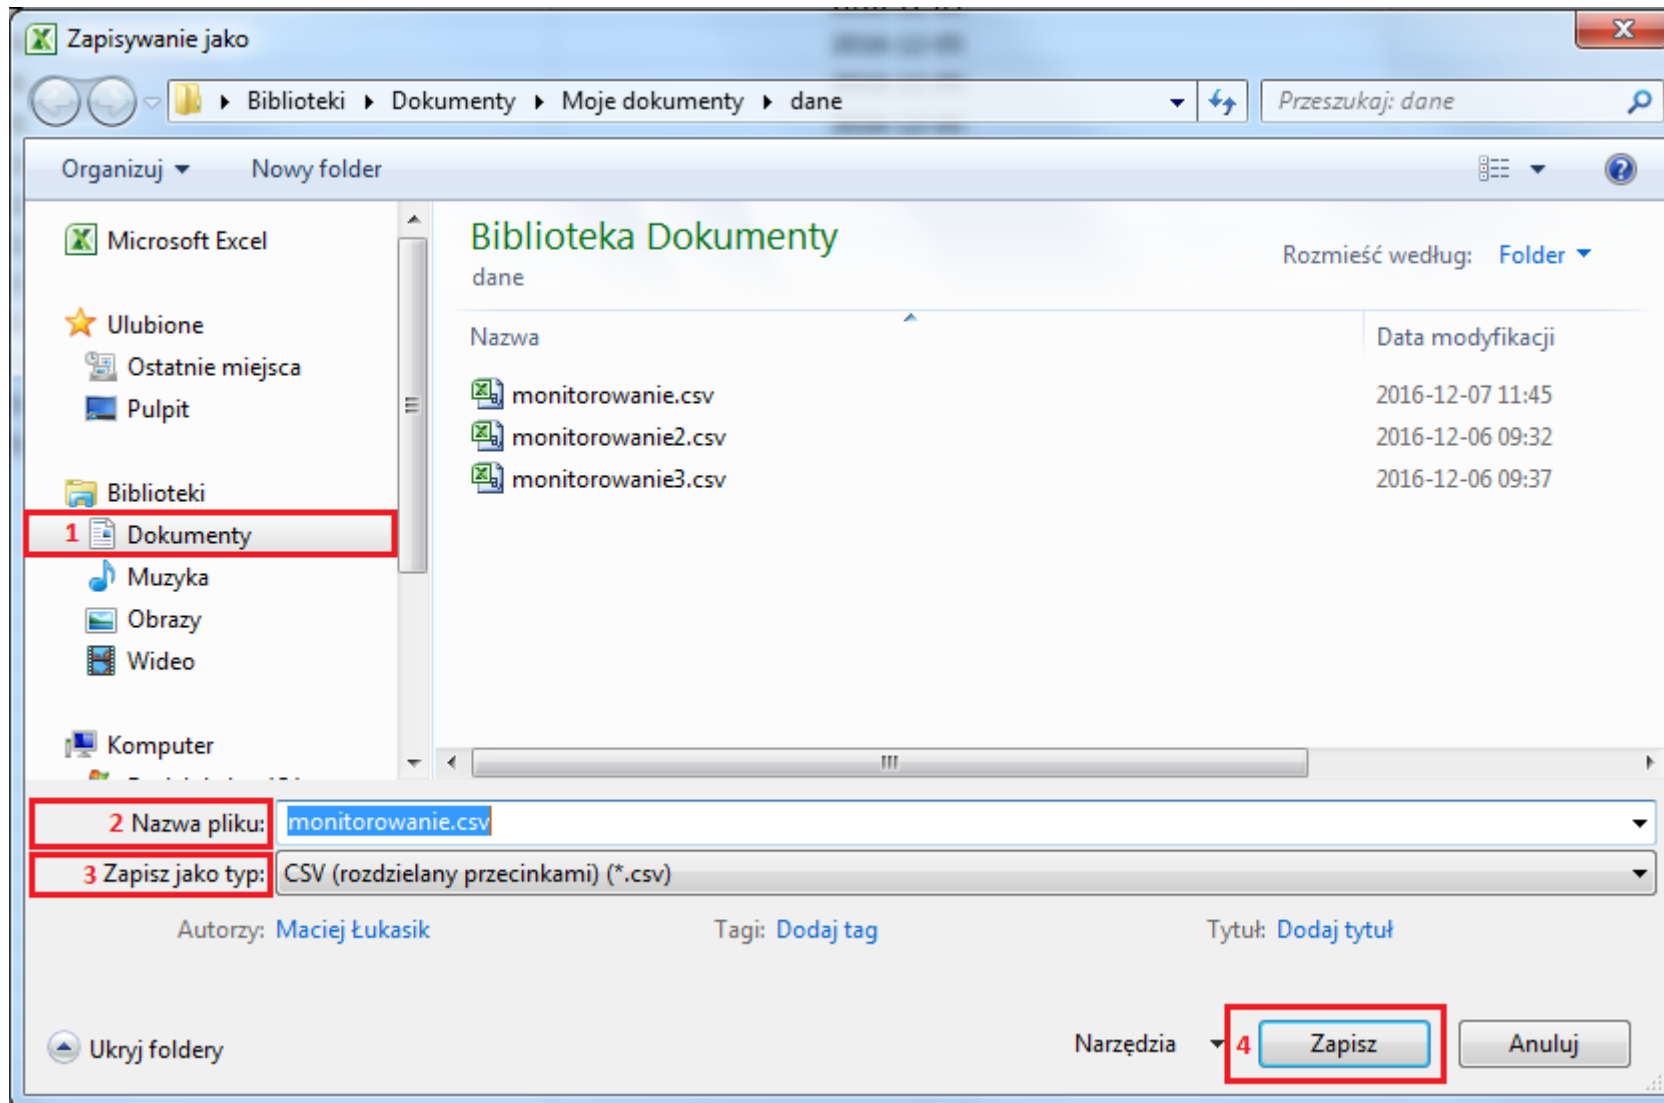 Zapisywanie jako
Biblioteki Dokumenty Moje dokumenty dane Przeszukaj: dane
Organizuj Nowy folder
Microsoft Excel
Ulubione
Ostatnie miejsca
Pulpit
Biblioteki
1 Dokumenty
Muzyka
Obrazy
Wideo
Komputer
Biblioteka Dokumenty
dane
Rozmieść według: Folder
Nazwa Data modyfikacji
monitorowanie.csv 2016-12-07 11:45
monitorowanie2.csv 2016-12-06 09:32
monitorowanie3.csv 2016-12-06 09:37
2 Nazwa pliku: monitorowanie.csv
3 Zapisz jako typ: CSV (rozdzielany przecinkami) (*.csv)
Autorzy: Maciej Łukasik Tagi: Dodaj tag Tytuł: Dodaj tytuł
Ukryj foldery Narzędzia 4 Zapisz Anuluj